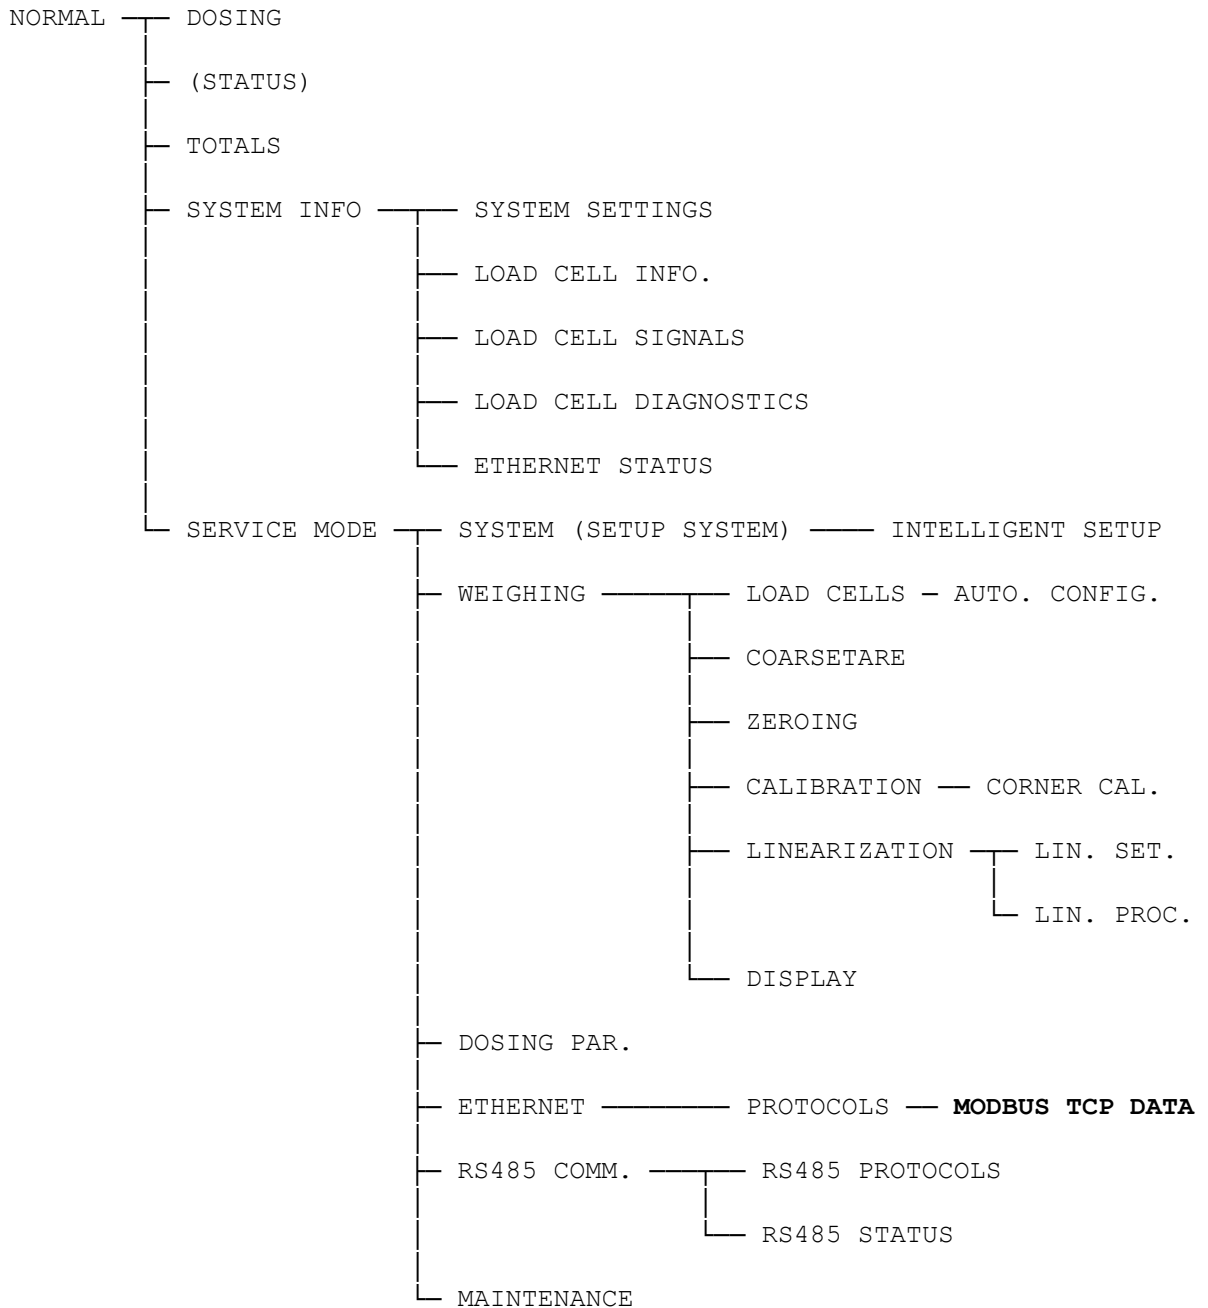 NORMAL DOSING
(STATUS)
TOTALS
SYSTEM INFO SYSTEM SETTINGS
LOAD CELL INFO.
LOAD CELL SIGNALS
LOAD CELL DIAGNOSTICS
ETHERNET STATUS
SERVICE MODE SYSTEM (SETUP SYSTEM) INTELLIGENT SETUP
WEIGHING LOAD CELLS AUTO. CONFIG.
COARSETARE
ZEROING
CALIBRATION CORNER CAL.
LINEARIZATION LIN. SET.
LIN. PROC.
DISPLAY
DOSING PAR.
ETHERNET PROTOCOLS MODBUS TCP DATA
RS485 COMM. RS485 PROTOCOLS
RS485 STATUS
MAINTENANCE